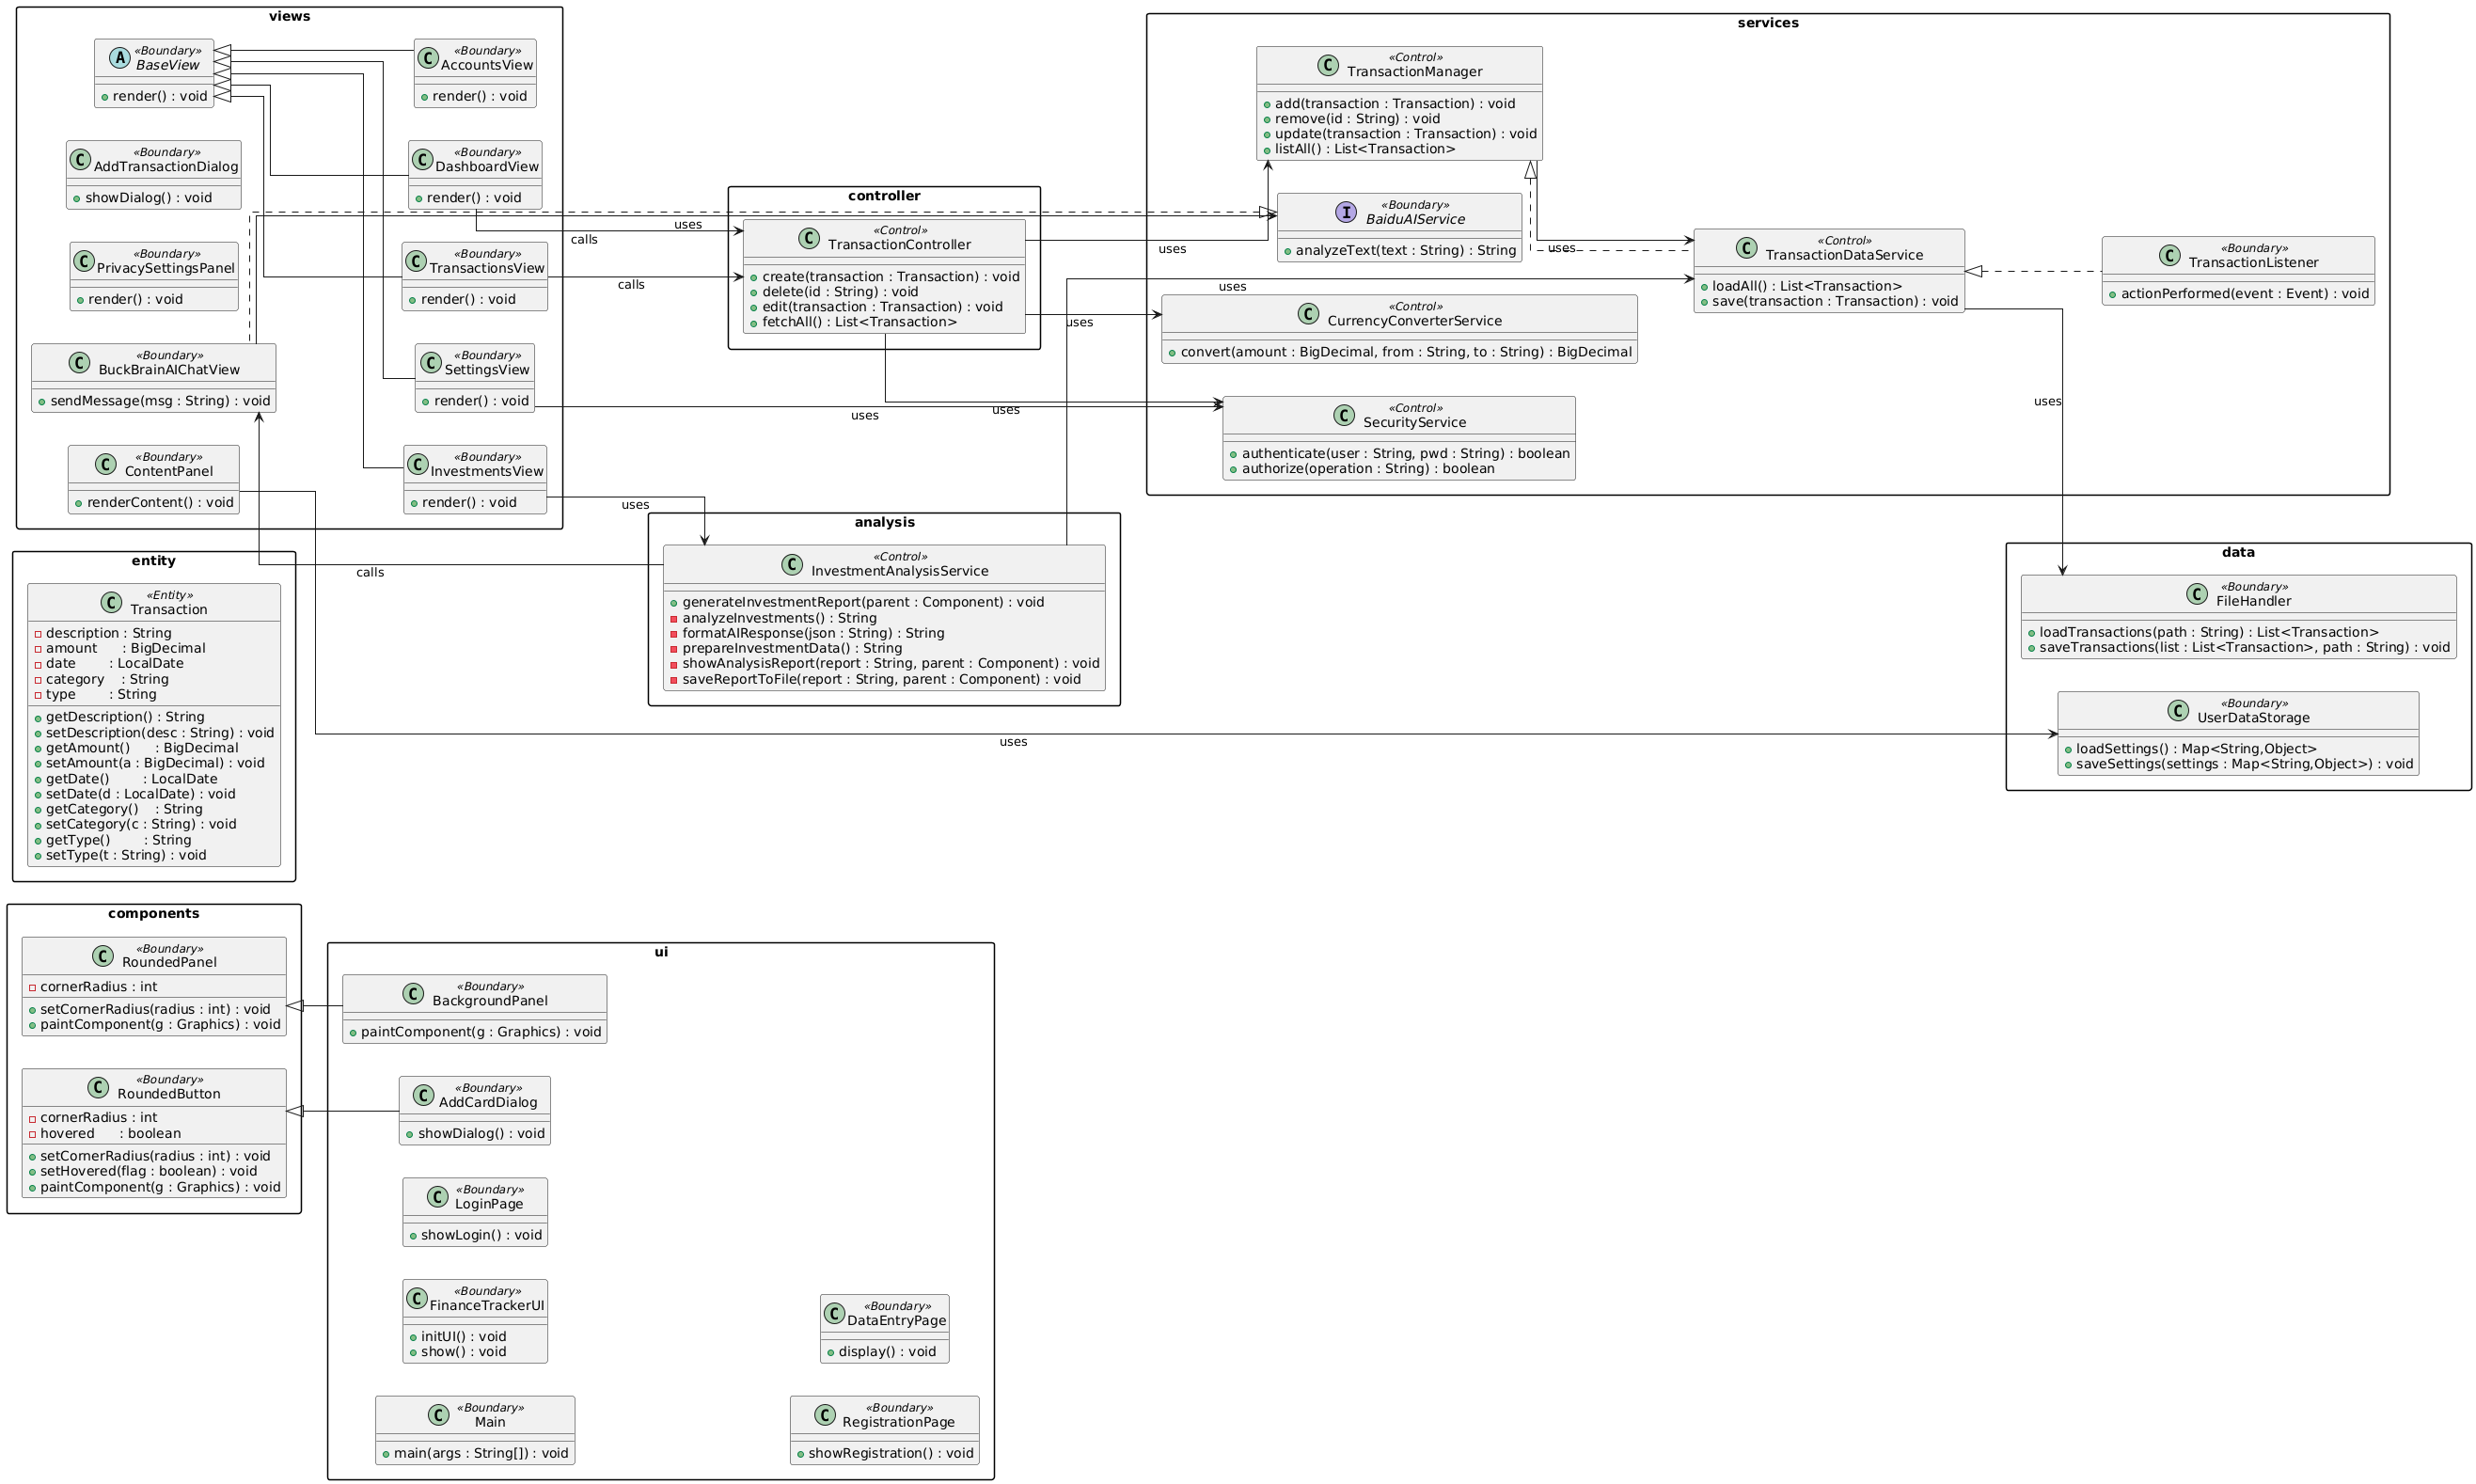 views
A
«Boundary»
BaseView
render() : void
C
«Boundary»
AccountsView
render() : void
C
«Boundary»
AddTransactionDialog
showDialog() : void
C
«Boundary»
DashboardView
render() : void
C
«Boundary»
PrivacySettingsPanel
render() : void
C
«Boundary»
TransactionsView
render() : void
C
«Boundary»
BuckBrainAIChatView
sendMessage(msg : String) : void
C
«Boundary»
SettingsView
render() : void
C
«Boundary»
ContentPanel
renderContent() : void
C
«Boundary»
InvestmentsView
render() : void
calls
uses
calls
uses
uses
calls
controller
C
«Control»
TransactionController
create(transaction : Transaction) : void
delete(id : String) : void
edit(transaction : Transaction) : void
fetchAll() : List<Transaction>
uses
uses
uses
uses
services
C
«Control»
TransactionManager
add(transaction : Transaction) : void
remove(id : String) : void
update(transaction : Transaction) : void
listAll() : List<Transaction>
I
«Boundary»
BaiduAIService
analyzeText(text : String) : String
uses
C
«Control»
TransactionDataService
loadAll() : List<Transaction>
save(transaction : Transaction) : void
C
«Boundary»
TransactionListener
actionPerformed(event : Event) : void
C
«Control»
CurrencyConverterService
convert(amount : BigDecimal, from : String, to : String) : BigDecimal
C
«Control»
SecurityService
authenticate(user : String, pwd : String) : boolean
authorize(operation : String) : boolean
uses
analysis
C
«Control»
InvestmentAnalysisService
generateInvestmentReport(parent : Component) : void
analyzeInvestments() : String
formatAIResponse(json : String) : String
prepareInvestmentData() : String
showAnalysisReport(report : String, parent : Component) : void
saveReportToFile(report : String, parent : Component) : void
uses
data
C
«Boundary»
FileHandler
loadTransactions(path : String) : List<Transaction>
saveTransactions(list : List<Transaction>, path : String) : void
C
«Boundary»
UserDataStorage
loadSettings() : Map<String,Object>
saveSettings(settings : Map<String,Object>) : void
entity
C
«Entity»
Transaction
description : String
amount : BigDecimal
date : LocalDate
category : String
type : String
getDescription() : String
setDescription(desc : String) : void
getAmount() : BigDecimal
setAmount(a : BigDecimal) : void
getDate() : LocalDate
setDate(d : LocalDate) : void
getCategory() : String
setCategory(c : String) : void
getType() : String
setType(t : String) : void
components
C
«Boundary»
RoundedPanel
cornerRadius : int
setCornerRadius(radius : int) : void
paintComponent(g : Graphics) : void
C
«Boundary»
RoundedButton
cornerRadius : int
hovered : boolean
setCornerRadius(radius : int) : void
setHovered(flag : boolean) : void
paintComponent(g : Graphics) : void
ui
C
«Boundary»
BackgroundPanel
paintComponent(g : Graphics) : void
C
«Boundary»
AddCardDialog
showDialog() : void
C
«Boundary»
LoginPage
showLogin() : void
C
«Boundary»
FinanceTrackerUI
initUI() : void
show() : void
C
«Boundary»
DataEntryPage
display() : void
C
«Boundary»
Main
main(args : String[]) : void
C
«Boundary»
RegistrationPage
showRegistration() : void